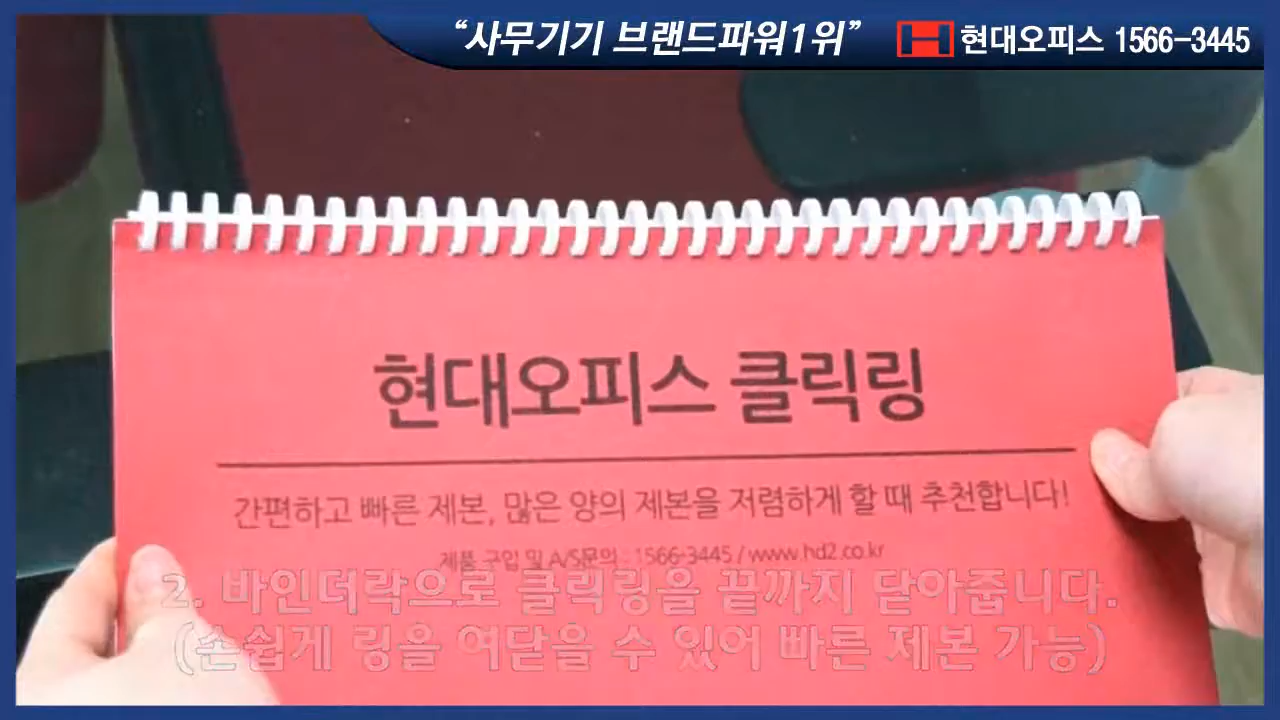 “사무기기 브랜드파워1위”
현대오피스 1566-3445
현대오피스 클릭링
간편하고 빠른 제본, 많은 양의 제본을 저렴하게 할 때 추천합니다!
제품 구입 및 A/S문의 : 1566-3445 / www.hd2.co.kr
2. 바인더락으로 클릭링을 끝까지 닫아줍니다.
(손쉽게 링을 여닫을 수 있어 빠른 제본 가능)